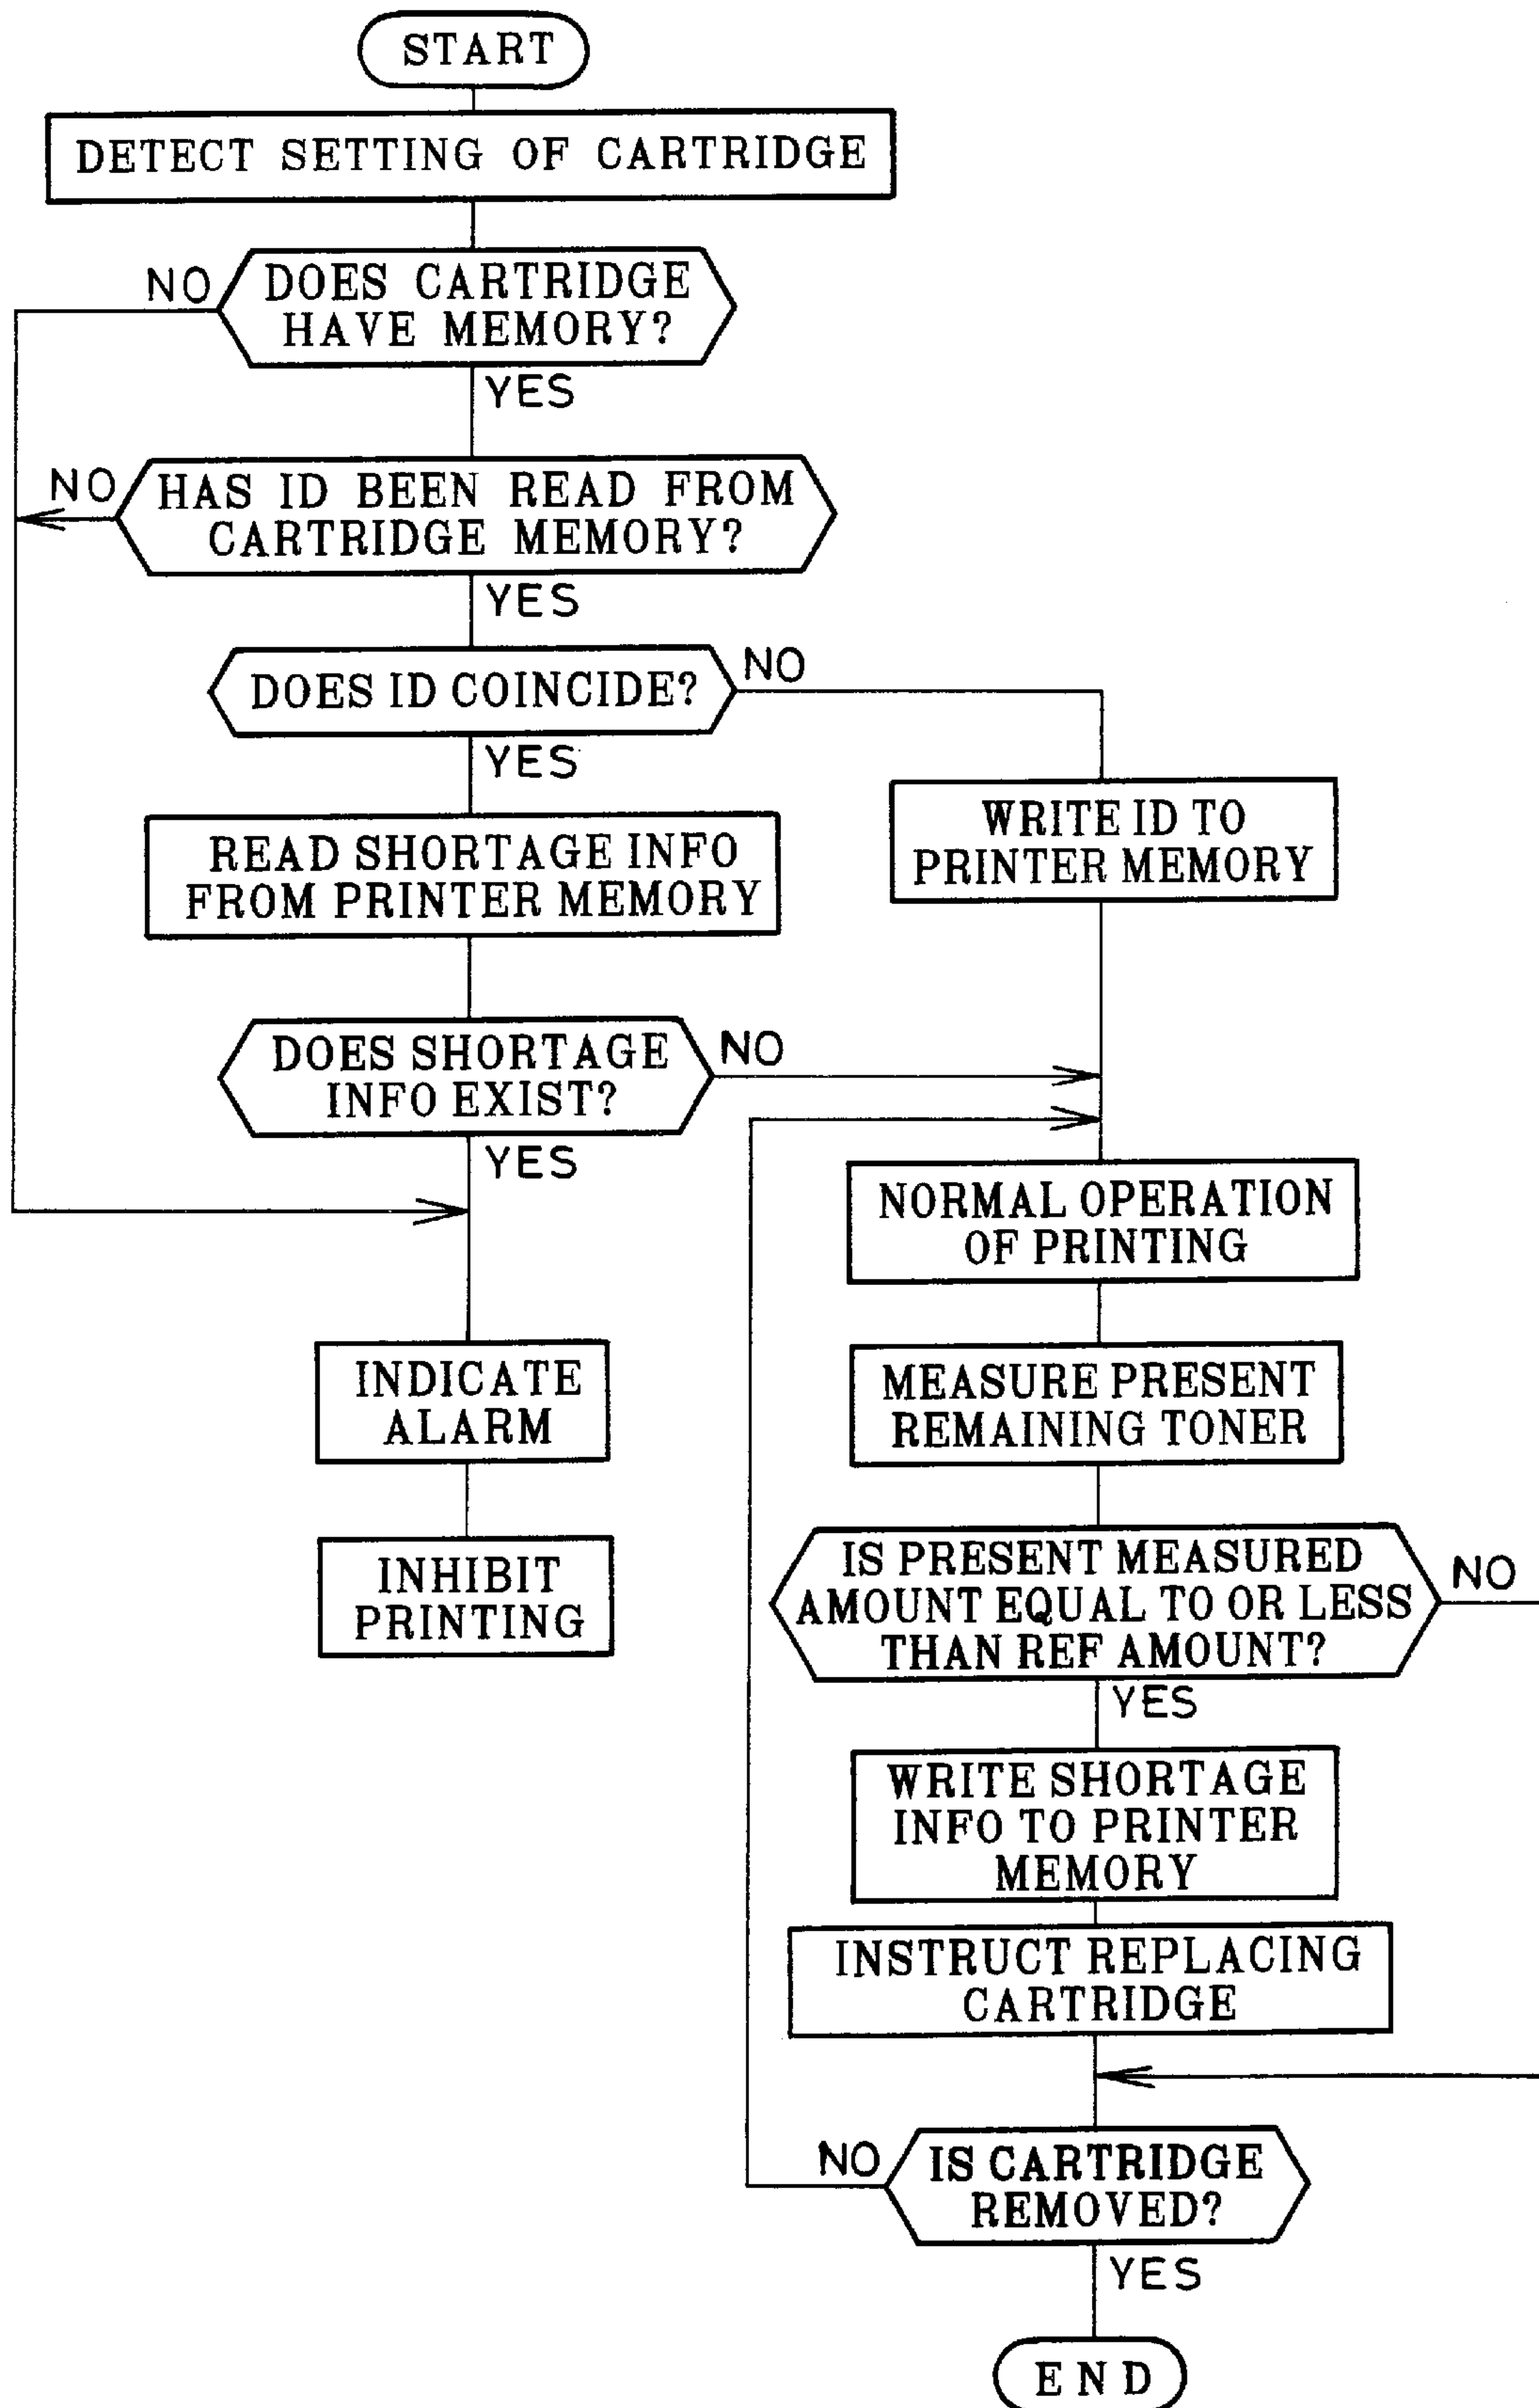 START
DETECT SETTING OF CARTRIDGE
NO
DOES CARTRIDGE
HAVE MEMORY?
YES
NO
HAS ID BEEN READ FROM
CARTRIDGE MEMORY?
YES
DOES ID COINCIDE?
NO
YES
READ SHORTAGE INFO
FROM PRINTER MEMORY
WRITE ID TO
PRINTER MEMORY
DOES SHORTAGE
INFO EXIST?
NO
YES
INDICATE
ALARM
INHIBIT
PRINTING
NORMAL OPERATION
OF PRINTING
MEASURE PRESENT
REMAINING TONER
IS PRESENT MEASURED
AMOUNT EQUAL TO OR LESS
THAN REF AMOUNT?
NO
YES
WRITE SHORTAGE
INFO TO PRINTER
MEMORY
INSTRUCT REPLACING
CARTRIDGE
NO
IS CARTRIDGE
REMOVED?
YES
END